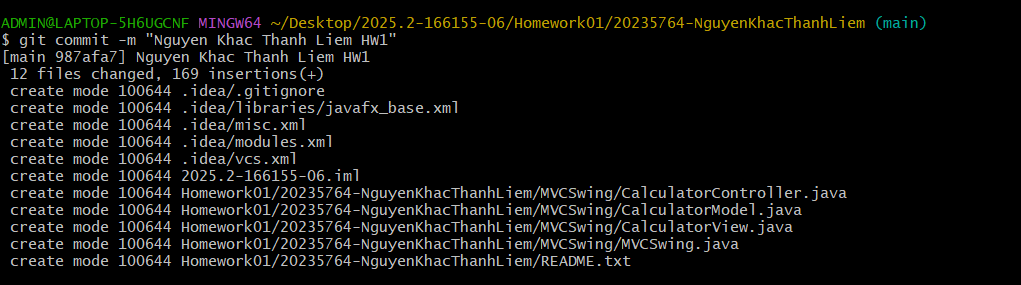 ADMIN@LAPTOP-5H6UGCNF MINGW64 ~/Desktop/2025.2-166155-06/Homework01/20235764-NguyenKhacThanhLiem (main)
$ git commit -m "Nguyen Khac Thanh Liem HW1"
[main 987afa7] Nguyen Khac Thanh Liem HW1
 12 files changed, 169 insertions(+)
 create mode 100644 .idea/.gitignore
 create mode 100644 .idea/libraries/javafx_base.xml
 create mode 100644 .idea/misc.xml
 create mode 100644 .idea/modules.xml
 create mode 100644 .idea/vcs.xml
 create mode 100644 2025.2-166155-06.iml
 create mode 100644 Homework01/20235764-NguyenKhacThanhLiem/MVCSwing/CalculatorController.java
 create mode 100644 Homework01/20235764-NguyenKhacThanhLiem/MVCSwing/CalculatorModel.java
 create mode 100644 Homework01/20235764-NguyenKhacThanhLiem/MVCSwing/CalculatorView.java
 create mode 100644 Homework01/20235764-NguyenKhacThanhLiem/MVCSwing/MVCSwing.java
 create mode 100644 Homework01/20235764-NguyenKhacThanhLiem/README.txt